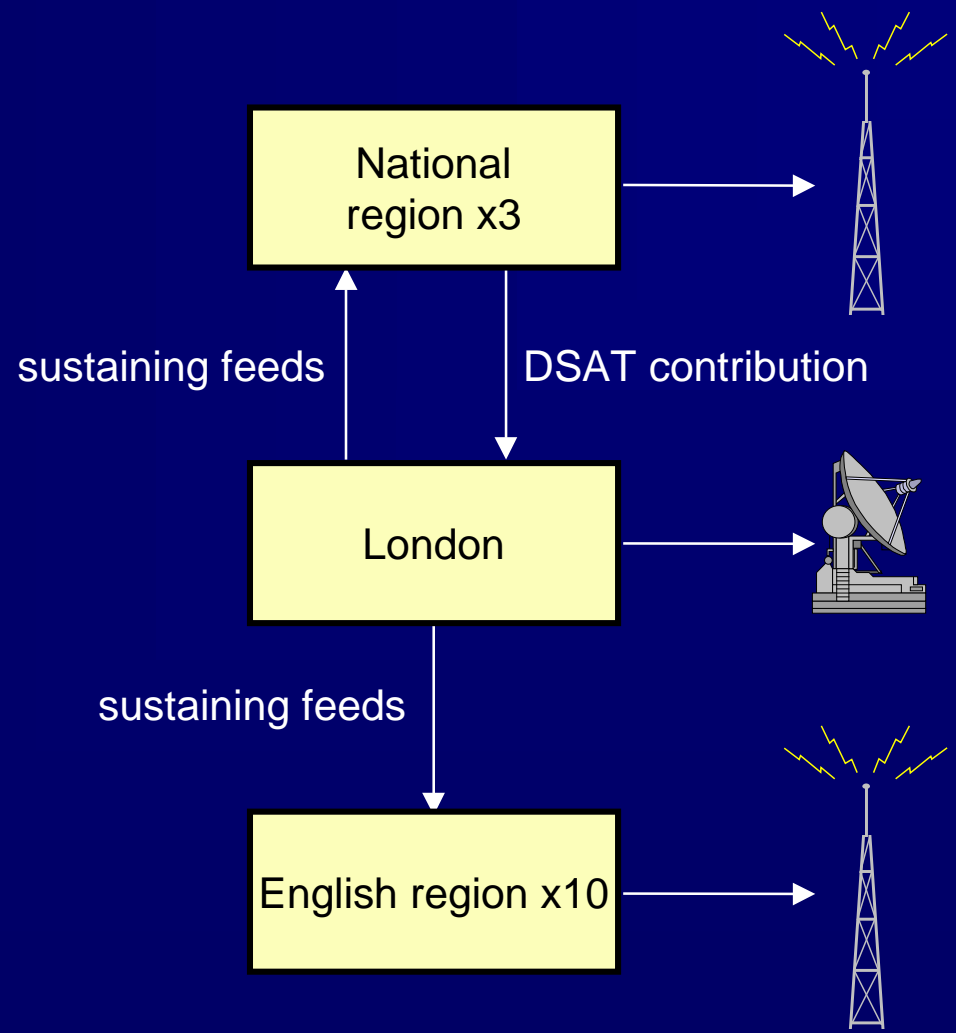 National
region x3
sustaining feeds
DSAT contribution
London
sustaining feeds
English region x10